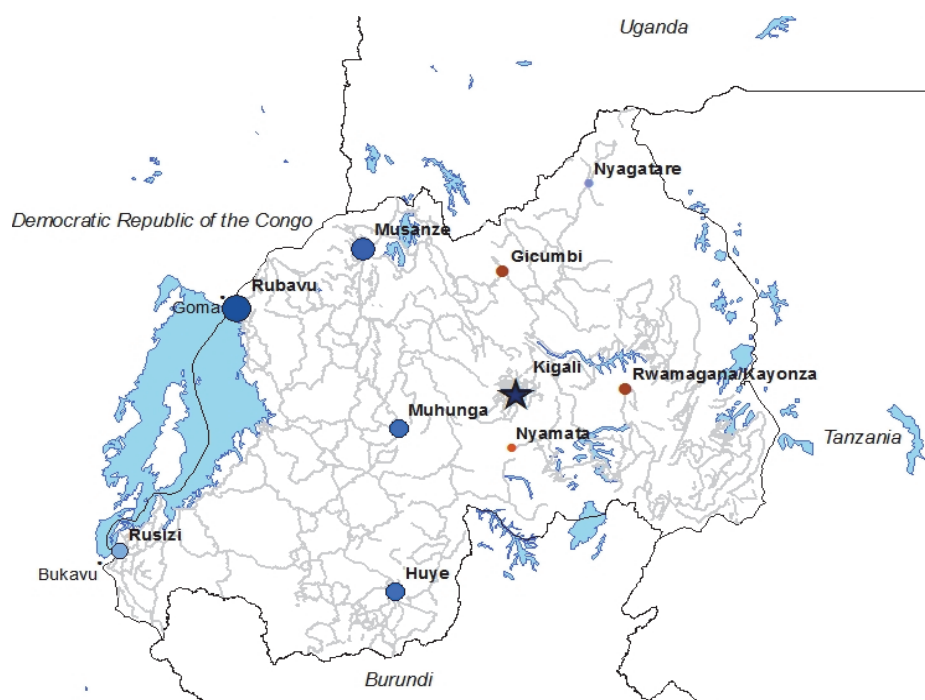 Uganda
Nyagatare
Democratic Republic of the Congo
Musanze
Gicumbi
Rubavu
Goma
Kigali
Rwamagana/Kayonza
Muhunga
Nyamata
Tanzania
Rusizi
Bukavu
Huye
Burundi